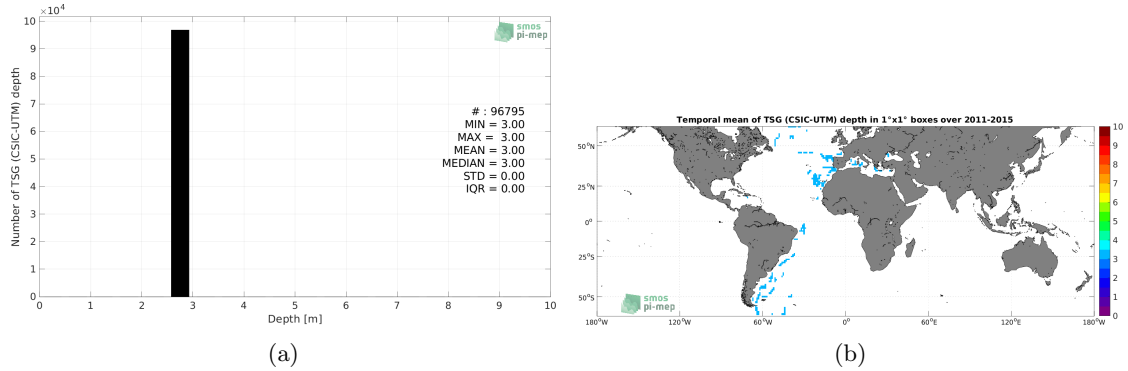 ×10⁴
10
9
8
7
6
5
4
3
2
1
0
Number of TSG (CSIC-UTM) depth
smos
pi-mep
# : 96795
MIN = 3.00
MAX = 3.00
MEAN = 3.00
MEDIAN = 3.00
STD = 0.00
IQR = 0.00
0 1 2 3 4 5 6 7 8 9 10
Depth [m]
(a)
Temporal mean of TSG (CSIC-UTM) depth in 1°x1° boxes over 2011-2015
50°N
25°N
0°
25°S
50°S
smos
pi-mep
180°W 120°W 60°W 0° 60°E 120°E 180°W
10
9
8
7
6
5
4
3
2
1
0
(b)